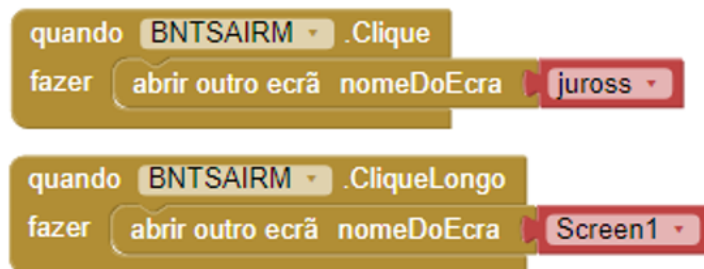 quando BNTSAIRM .Clique
fazer abrir outro ecrã nomeDoEcra juross
quando BNTSAIRM .CliqueLongo
fazer abrir outro ecrã nomeDoEcra Screen1